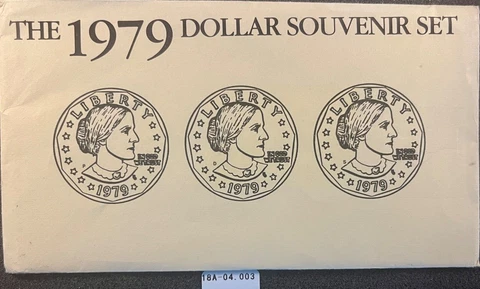 THE 1979 DOLLAR SOUVENIR SET
LIBERTY
IN GOD
WE TRUST
1979
LIBERTY
D
IN GOD
WE TRUST
1979
LIBERTY
S
IN GOD
WE TRUST
1979
18A-04.003